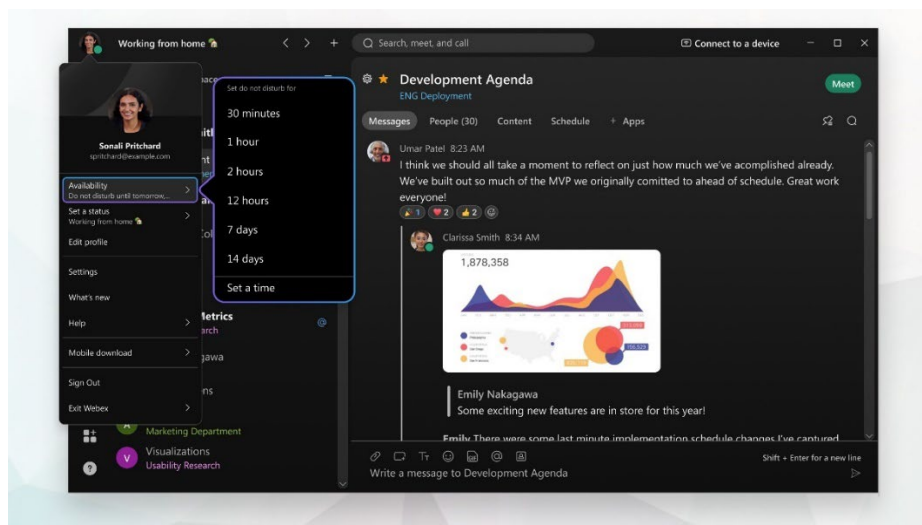 Working from home
Search, meet, and call
Connect to a device
Sonali Pritchard
spritchard@example.com
Availability
Do not disturb until tomorrow,...
Set a status
Working from home
Edit profile
Settings
What's new
Help
Mobile download
Sign Out
Exit Webex
Set do not disturb for
30 minutes
1 hour
2 hours
12 hours
7 days
14 days
Set a time
Marketing Department
V
Visualizations
Usability Research
Development Agenda
ENG Deployment
Meet
Messages
People (30)
Content
Schedule
+ Apps
Umar Patel 8:23 AM
I think we should all take a moment to reflect on just how much we've acomplished already.
We've built out so much of the MVP we originally comitted to ahead of schedule. Great work
everyone!
1
2
2
Clarissa Smith 8:34 AM
1,878,358
Emily Nakagawa
Some exciting new features are in store for this year!
Emily There were some last minute implementation schedule changes I've captured
Shift + Enter for a new line
Write a message to Development Agenda